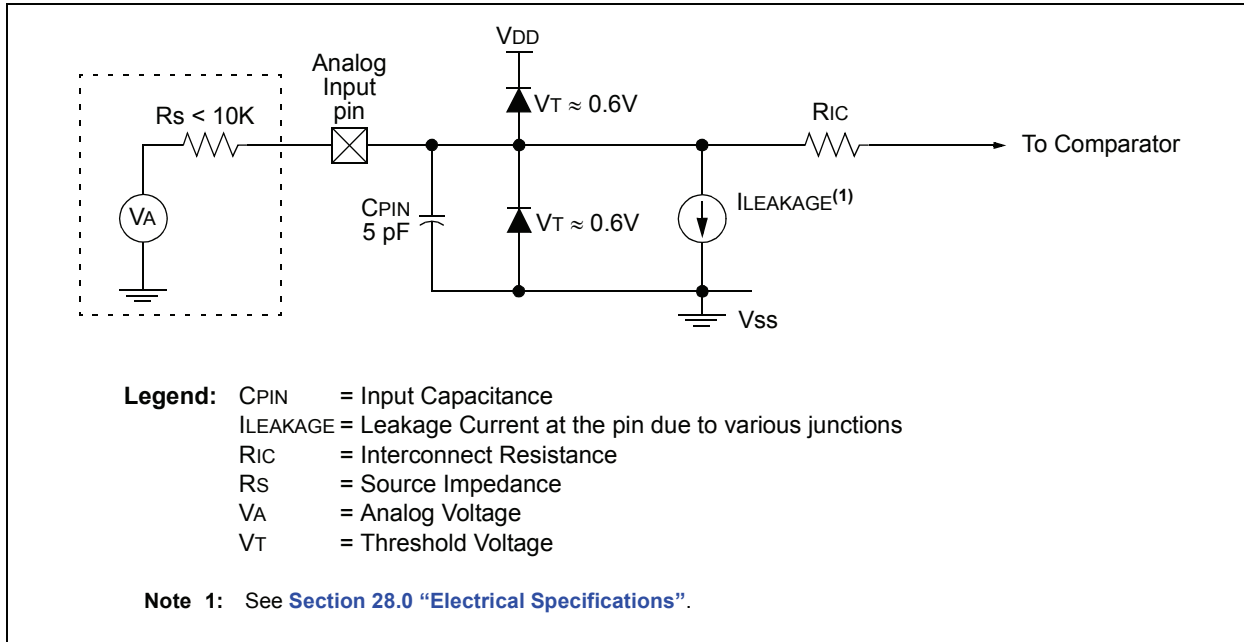 VDD
Analog
Input
pin
Rs < 10K
VT ≈ 0.6V
RIC
To Comparator
VA
CPIN
5 pF
VT ≈ 0.6V
ILEAKAGE(1)
Vss
Legend: CPIN = Input Capacitance
ILEAKAGE = Leakage Current at the pin due to various junctions
RIC = Interconnect Resistance
RS = Source Impedance
VA = Analog Voltage
VT = Threshold Voltage
Note 1: See Section 28.0 “Electrical Specifications”.